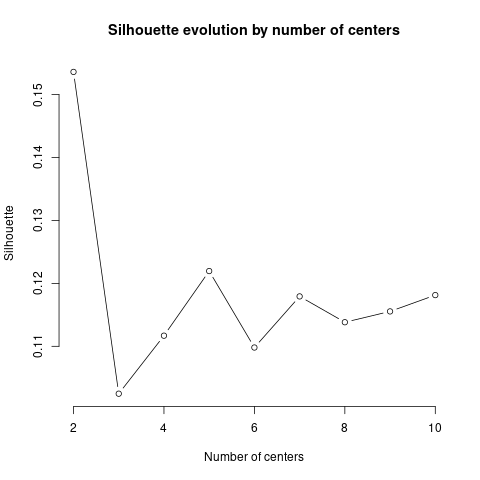 Silhouette evolution by number of centers
Silhouette
0.15
0.14
0.13
0.12
0.11
2 4 6 8 10
Number of centers